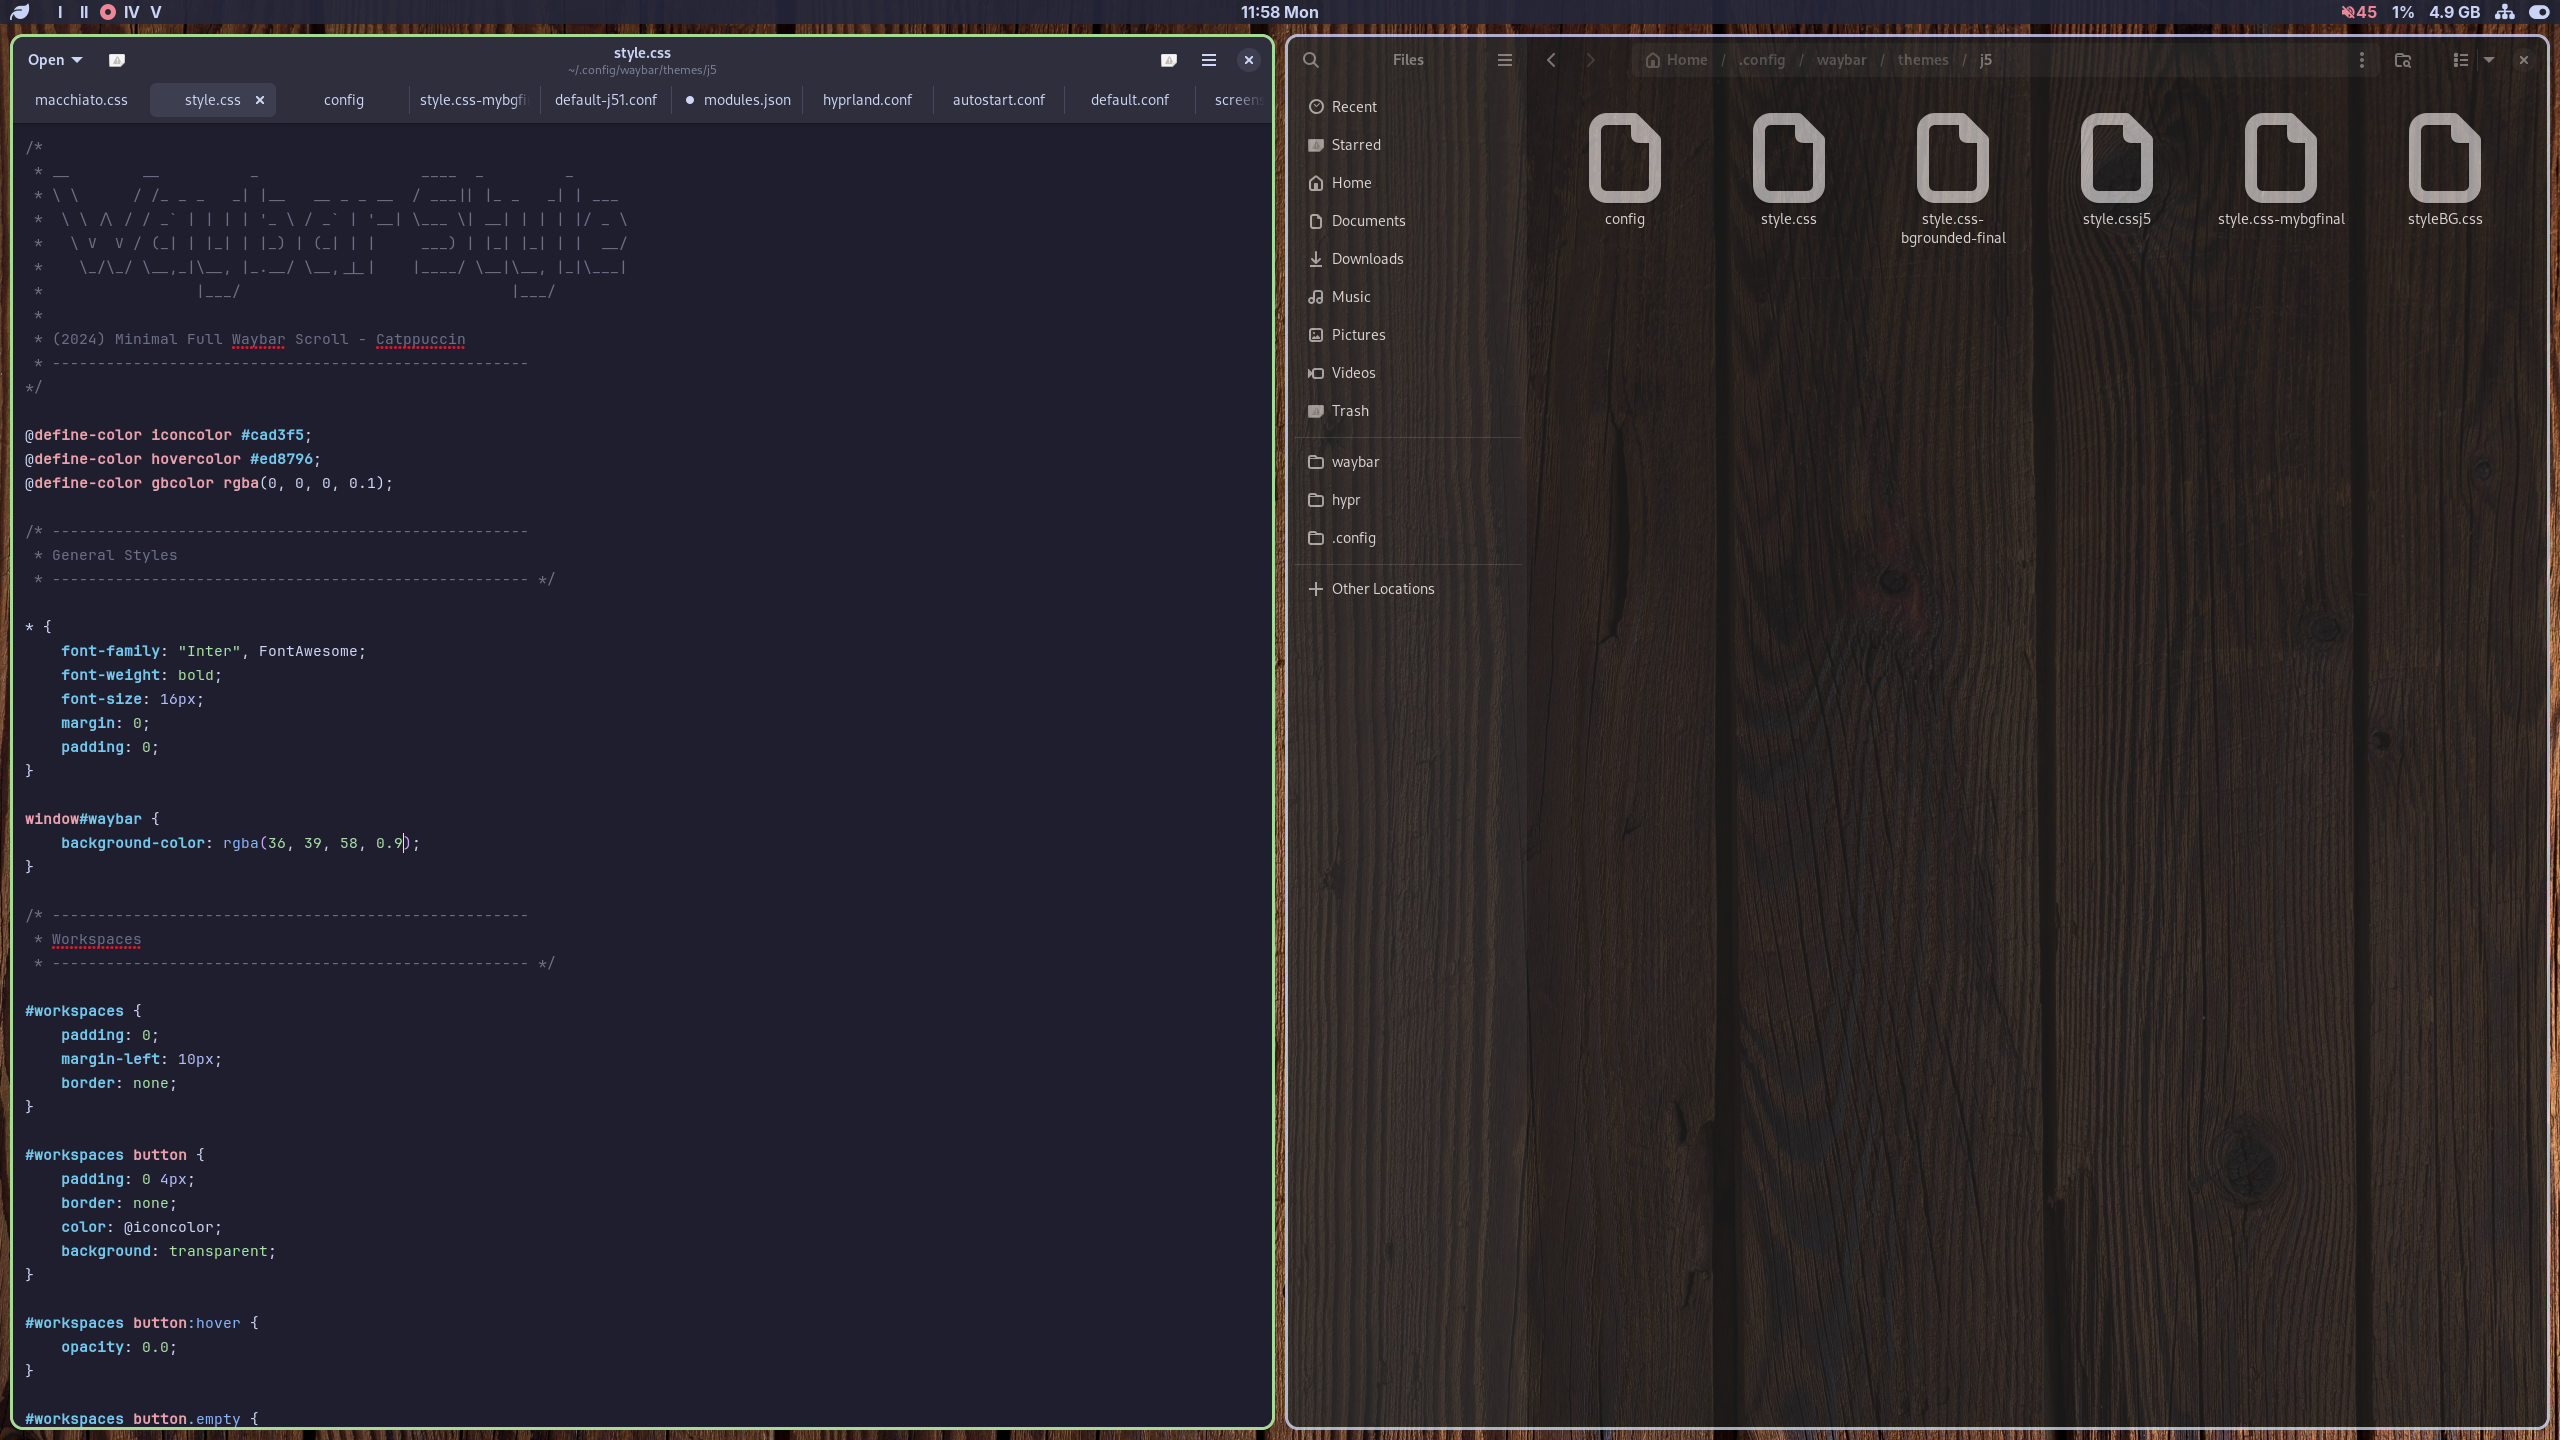 I II IV V
11:58 Mon
45 1% 4.9 GB
Open
style.css
~/.config/waybar/themes/j5
macchiato.css style.css config style.css-mybgfi default-j51.conf modules.json hyprland.conf autostart.conf default.conf screens
/*
 * (2024) Minimal Full Waybar Scroll - Catppuccin
 * -----------------------------------------------------
*/
@define-color iconcolor #cad3f5;
@define-color hovercolor #ed8796;
@define-color gbcolor rgba(0, 0, 0, 0.1);
/* -----------------------------------------------------
 * General Styles
 * ----------------------------------------------------- */
* {
    font-family: "Inter", FontAwesome;
    font-weight: bold;
    font-size: 16px;
    margin: 0;
    padding: 0;
}
window#waybar {
    background-color: rgba(36, 39, 58, 0.9);
}
/* -----------------------------------------------------
 * Workspaces
 * ----------------------------------------------------- */
#workspaces {
    padding: 0;
    margin-left: 10px;
    border: none;
}
#workspaces button {
    padding: 0 4px;
    border: none;
    color: @iconcolor;
    background: transparent;
}
#workspaces button:hover {
    opacity: 0.0;
}
#workspaces button.empty {
Files
Home / .config / waybar / themes / j5
Recent
Starred
Home
Documents
Downloads
Music
Pictures
Videos
Trash
waybar
hypr
.config
Other Locations
config
style.css
style.css-
bgrounded-final
style.cssj5
style.css-mybgfinal
styleBG.css